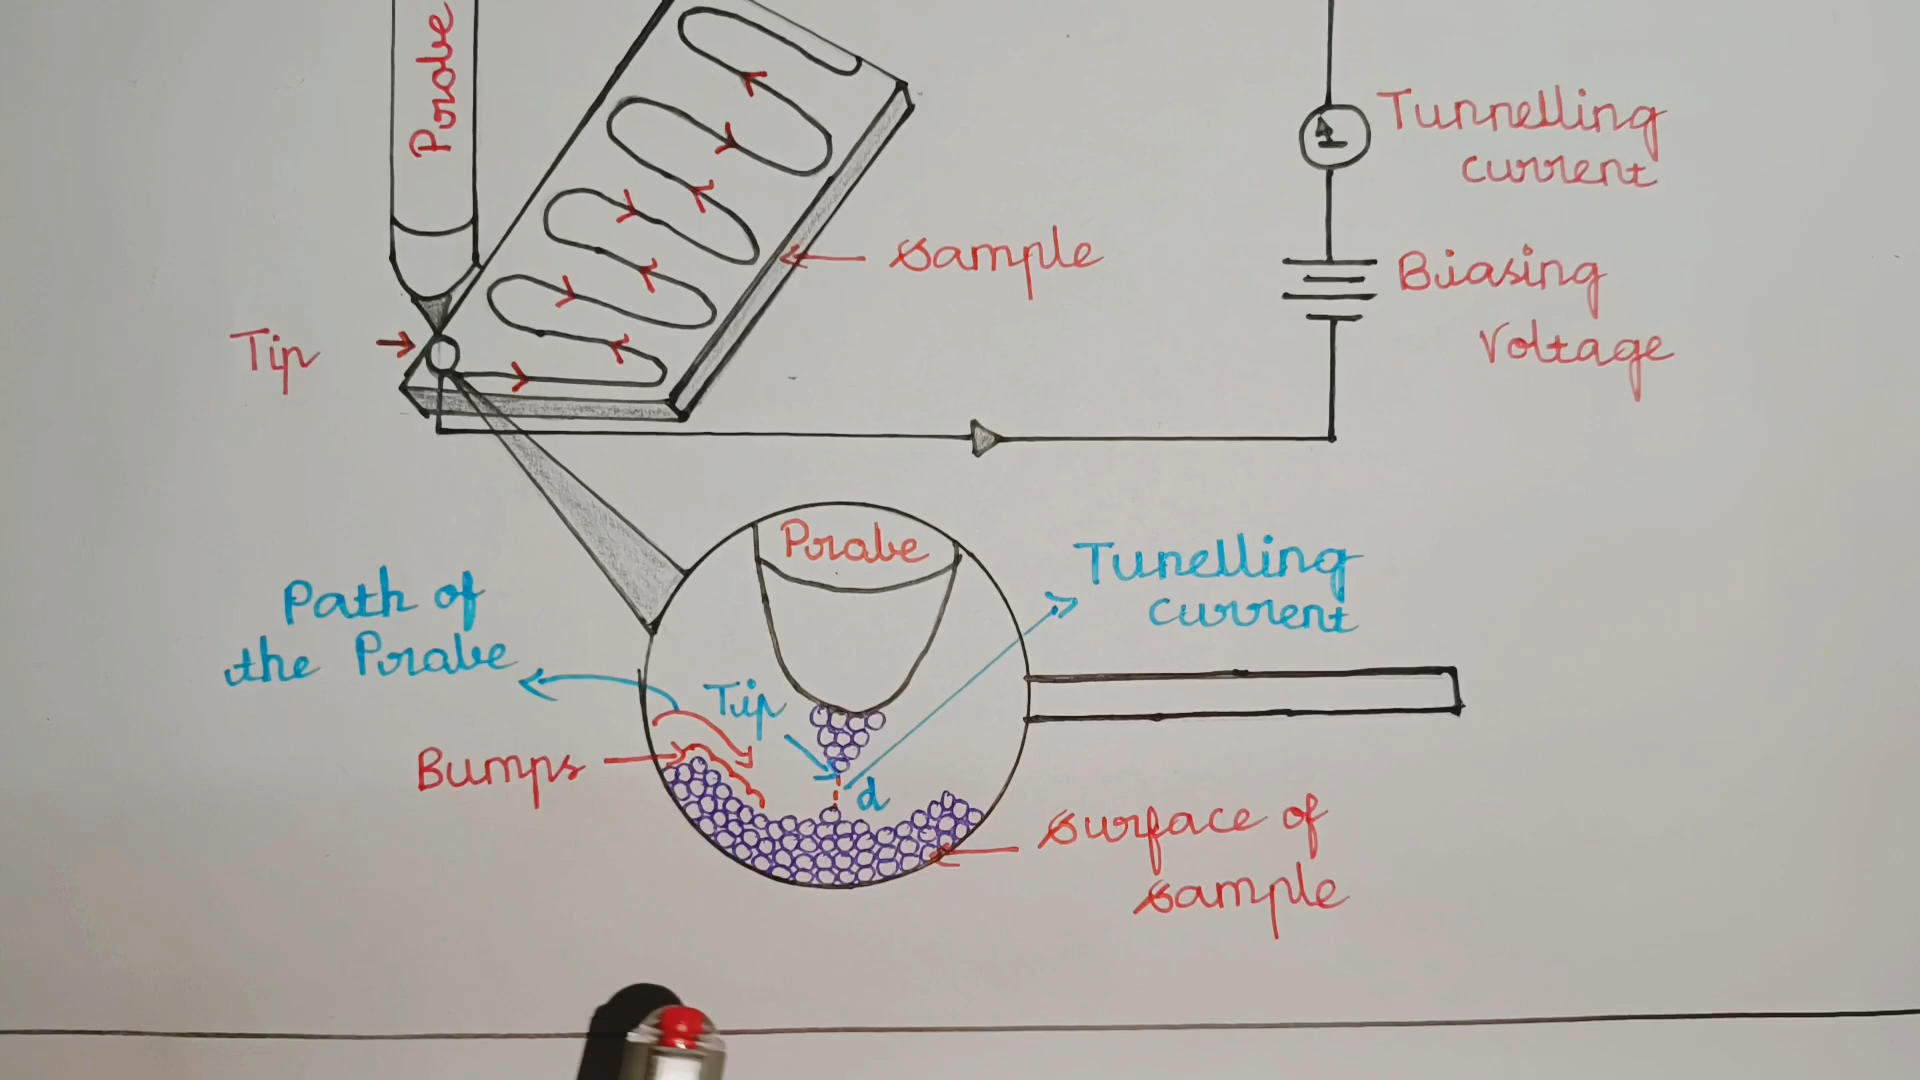 Probe
Tunnelling
current
sample
Biasing
Voltage
Tip
Probe
Tunelling
current
Path of
the Probe
Tip
Bumps
d
surface of
sample